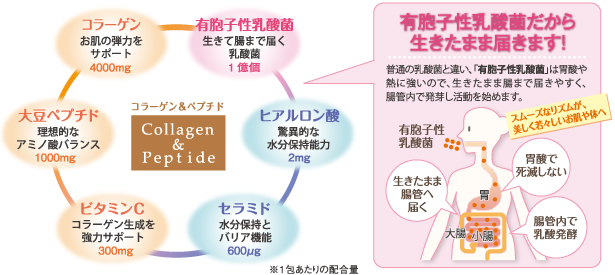 コラーゲン
お肌の弾力を
サポート
4000mg
有胞子性乳酸菌
生きて腸まで届く
乳酸菌
1億個
大豆ペプチド
理想的な
アミノ酸バランス
1000mg
コラーゲン＆ペプチド
Collagen
&
Peptide
ヒアルロン酸
驚異的な
水分保持能力
2mg
ビタミンC
コラーゲン生成を
強力サポート
300mg
セラミド
水分保持と
バリア機能
600μg
※1包あたりの配合量
有胞子性乳酸菌だから
生きたまま届きます!
普通の乳酸菌と違い、「有胞子性乳酸菌」は胃酸や
熱に強いので、生きたまま腸まで届きやすく、
腸管内で発芽し活動を始めます。
スムーズなリズムが、
美しく若々しいお肌や体へ
有胞子性
乳酸菌
胃酸で
死滅しない
生きたまま
腸管へ
届く
胃
大腸
小腸
腸管内で
乳酸発酵